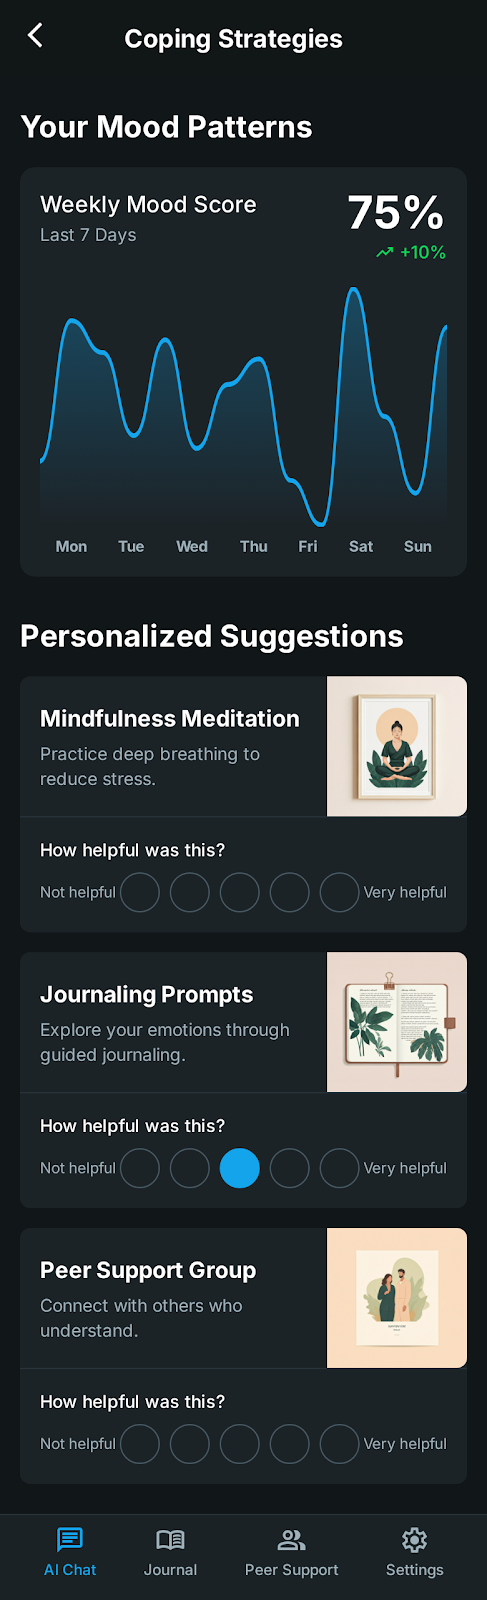 Coping Strategies
Your Mood Patterns
Weekly Mood Score
75%
Last 7 Days
+10%
Mon Tue Wed Thu Fri Sat Sun
Personalized Suggestions
Mindfulness Meditation
Practice deep breathing to
reduce stress.
How helpful was this?
Not helpful Very helpful
Journaling Prompts
Explore your emotions through
guided journaling.
How helpful was this?
Not helpful Very helpful
Peer Support Group
Connect with others who
understand.
How helpful was this?
Not helpful Very helpful
AI Chat Journal Peer Support Settings